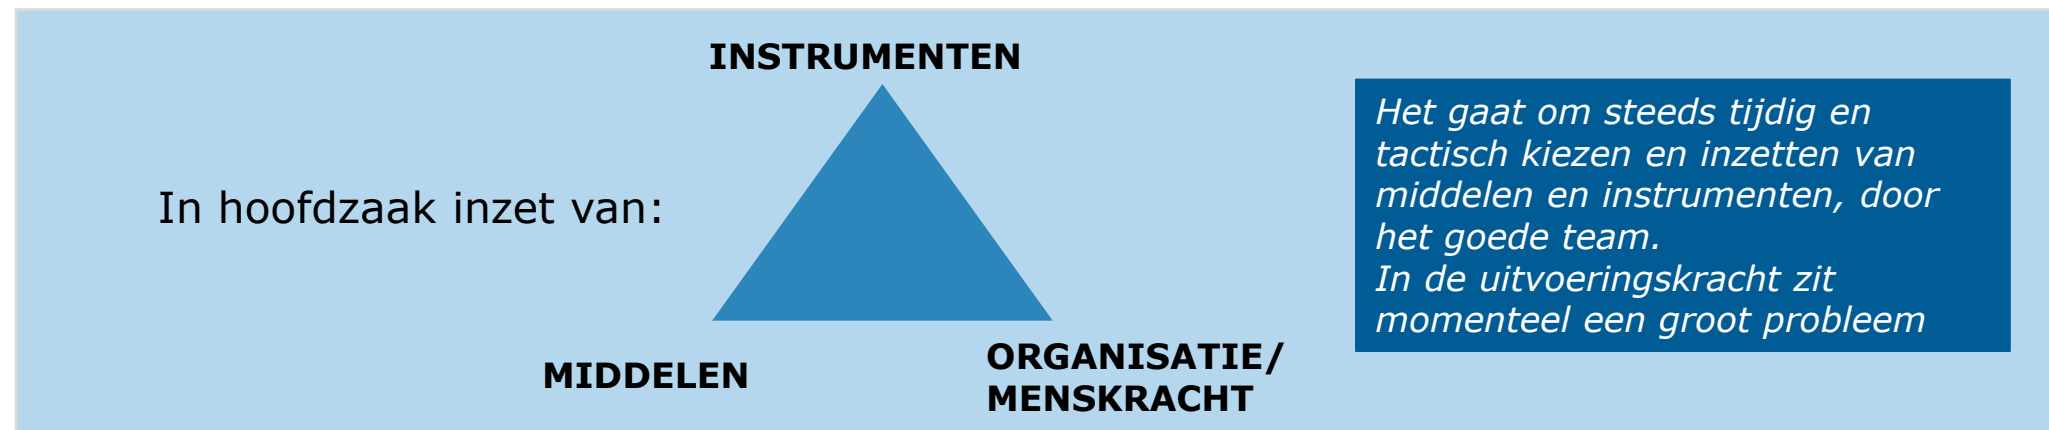 INSTRUMENTEN
In hoofdzaak inzet van:
MIDDELEN
ORGANISATIE/
MENSKRACHT
Het gaat om steeds tijdig en
tactisch kiezen en inzetten van
middelen en instrumenten, door
het goede team.
In de uitvoeringskracht zit
momenteel een groot probleem